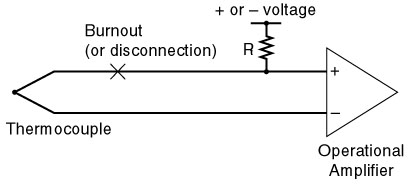 + or – voltage
Burnout
(or disconnection)
R
+
–
Thermocouple
Operational
Amplifier